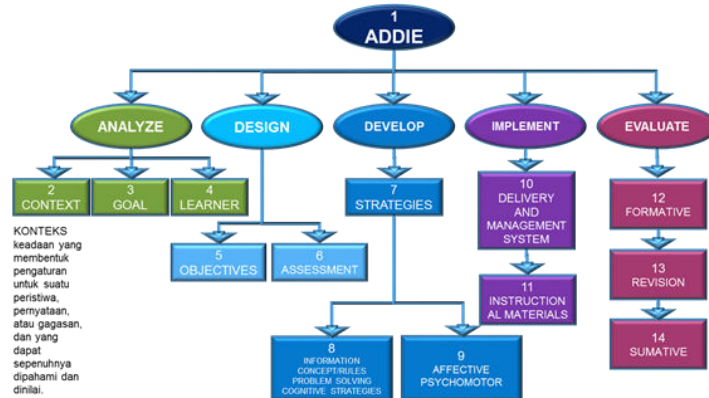 1
ADDIE
ANALYZE
DESIGN
DEVELOP
IMPLEMENT
EVALUATE
2
CONTEXT
3
GOAL
4
LEARNER
7
STRATEGIES
10
DELIVERY
AND
MANAGEMENT
SYSTEM
12
FORMATIVE
KONTEKS
keadaan yang
membentuk
pengaturan
untuk suatu
peristiwa,
pernyataan,
atau gagasan,
dan yang
dapat
sepenuhnya
dipahami dan
dinilai.
5
OBJECTIVES
6
ASSESSMENT
11
INSTRUCTION
AL MATERIALS
13
REVISION
14
SUMATIVE
8
INFORMATION
CONCEPT/RULES
PROBLEM SOLVING
COGNITIVE STRATEGIES
9
AFFECTIVE
PSYCHOMOTOR